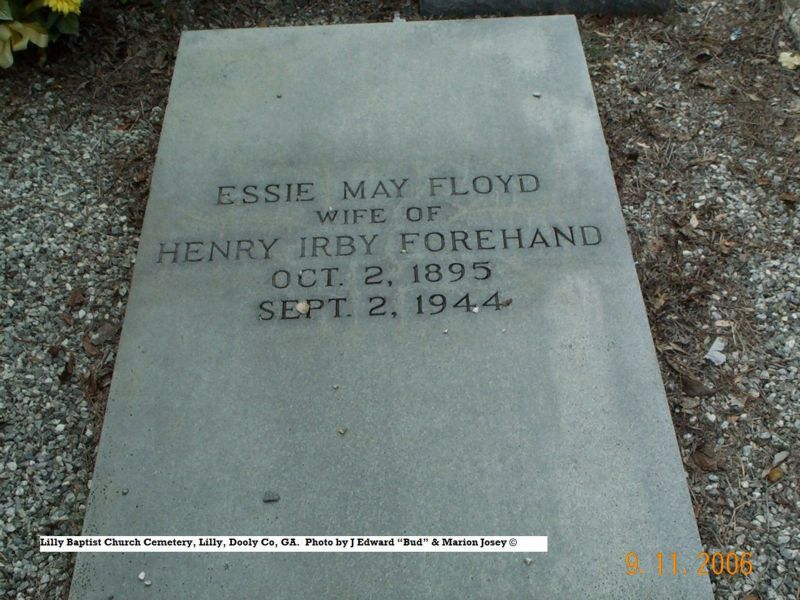 ESSIE MAY FLOYD
WIFE OF
HENRY IRBY FOREHAND
OCT. 2, 1895
SEPT. 2, 1944
Lilly Baptist Church Cemetery, Lilly, Dooly Co, GA. Photo by J Edward “Bud” & Marion Josey ©
9. 11. 2006